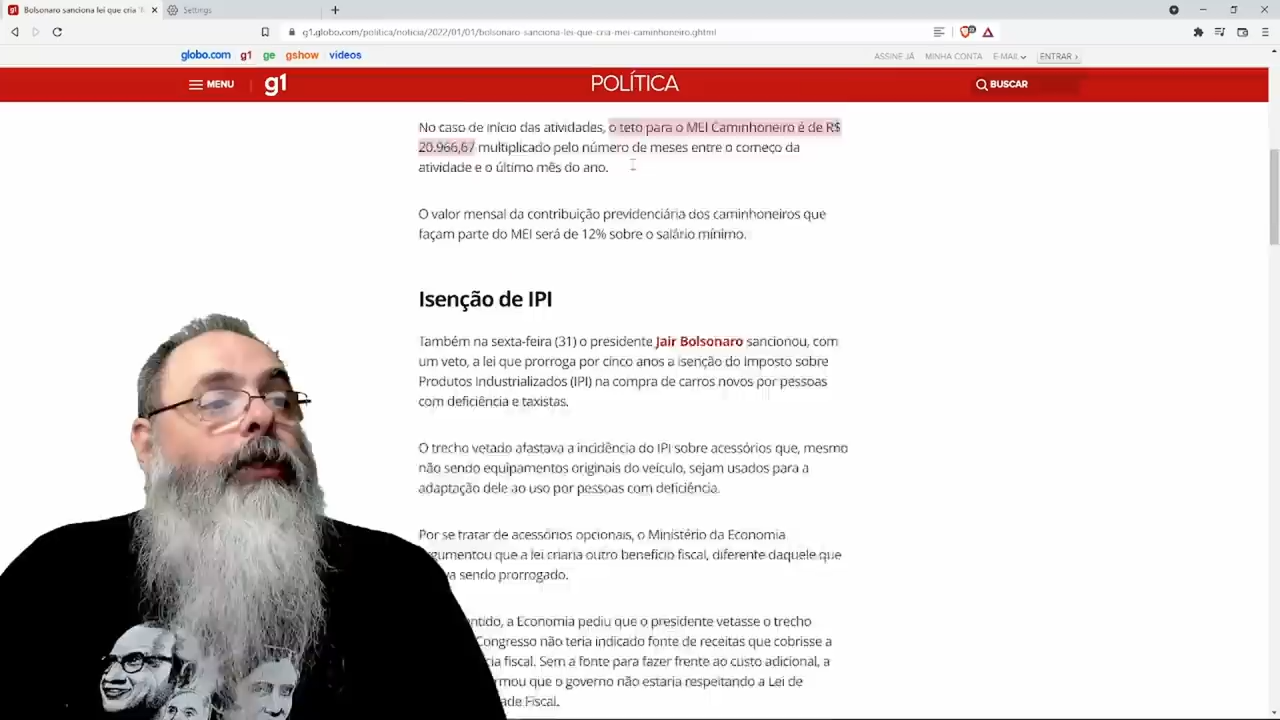 Bolsonaro sanciona lei que cria
Settings
g1.globo.com/politica/noticia/2022/01/01/bolsonaro-sanciona-lei-que-cria-mei-caminhoneiro.ghtml
globo.com g1 ge gshow vídeos
ASSINE JÁ MINHA CONTA E-MAIL ENTRAR ›
MENU g1 POLÍTICA BUSCAR
No caso de início das atividades, o teto para o MEI Caminhoneiro é de R$
20.966,67 multiplicado pelo número de meses entre o começo da
atividade e o último mês do ano.
O valor mensal da contribuição previdenciária dos caminhoneiros que
façam parte do MEI será de 12% sobre o salário mínimo.
Isenção de IPI
Também na sexta-feira (31) o presidente Jair Bolsonaro sancionou, com
um veto, a lei que prorroga por cinco anos a isenção do Imposto sobre
Produtos Industrializados (IPI) na compra de carros novos por pessoas
com deficiência e taxistas.
O trecho vetado afastava a incidência do IPI sobre acessórios que, mesmo
não sendo equipamentos originais do veículo, sejam usados para a
adaptação dele ao uso por pessoas com deficiência.
Por se tratar de acessórios opcionais, o Ministério da Economia
argumentou que a lei criaria outro benefício fiscal, diferente daquele que
sendo prorrogado.
a Economia pediu que o presidente vetasse o trecho
Congresso não teria indicado fonte de receitas que cobrisse a
fiscal. Sem a fonte para fazer frente ao custo adicional, a
que o governo não estaria respeitando a Lei de
Fiscal.